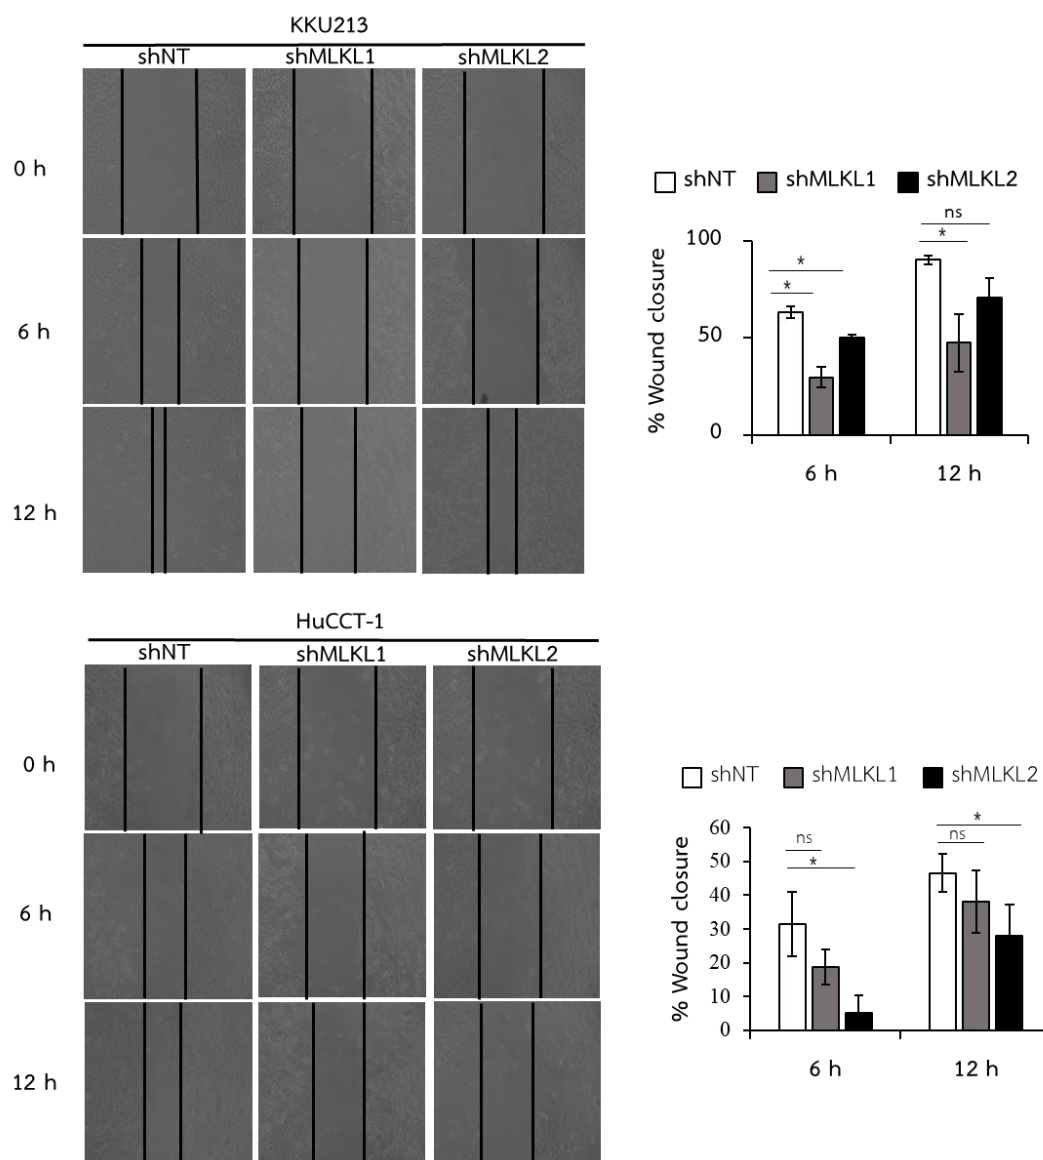 KKU213
shNT shMLKL1 shMLKL2
0 h
6 h
12 h
shNT shMLKL1 shMLKL2
% Wound closure
100
50
0
* *
* ns
6 h 12 h
HuCCT-1
shNT shMLKL1 shMLKL2
0 h
6 h
12 h
shNT shMLKL1 shMLKL2
% Wound closure
60
50
40
30
20
10
0
ns *
ns *
6 h 12 h